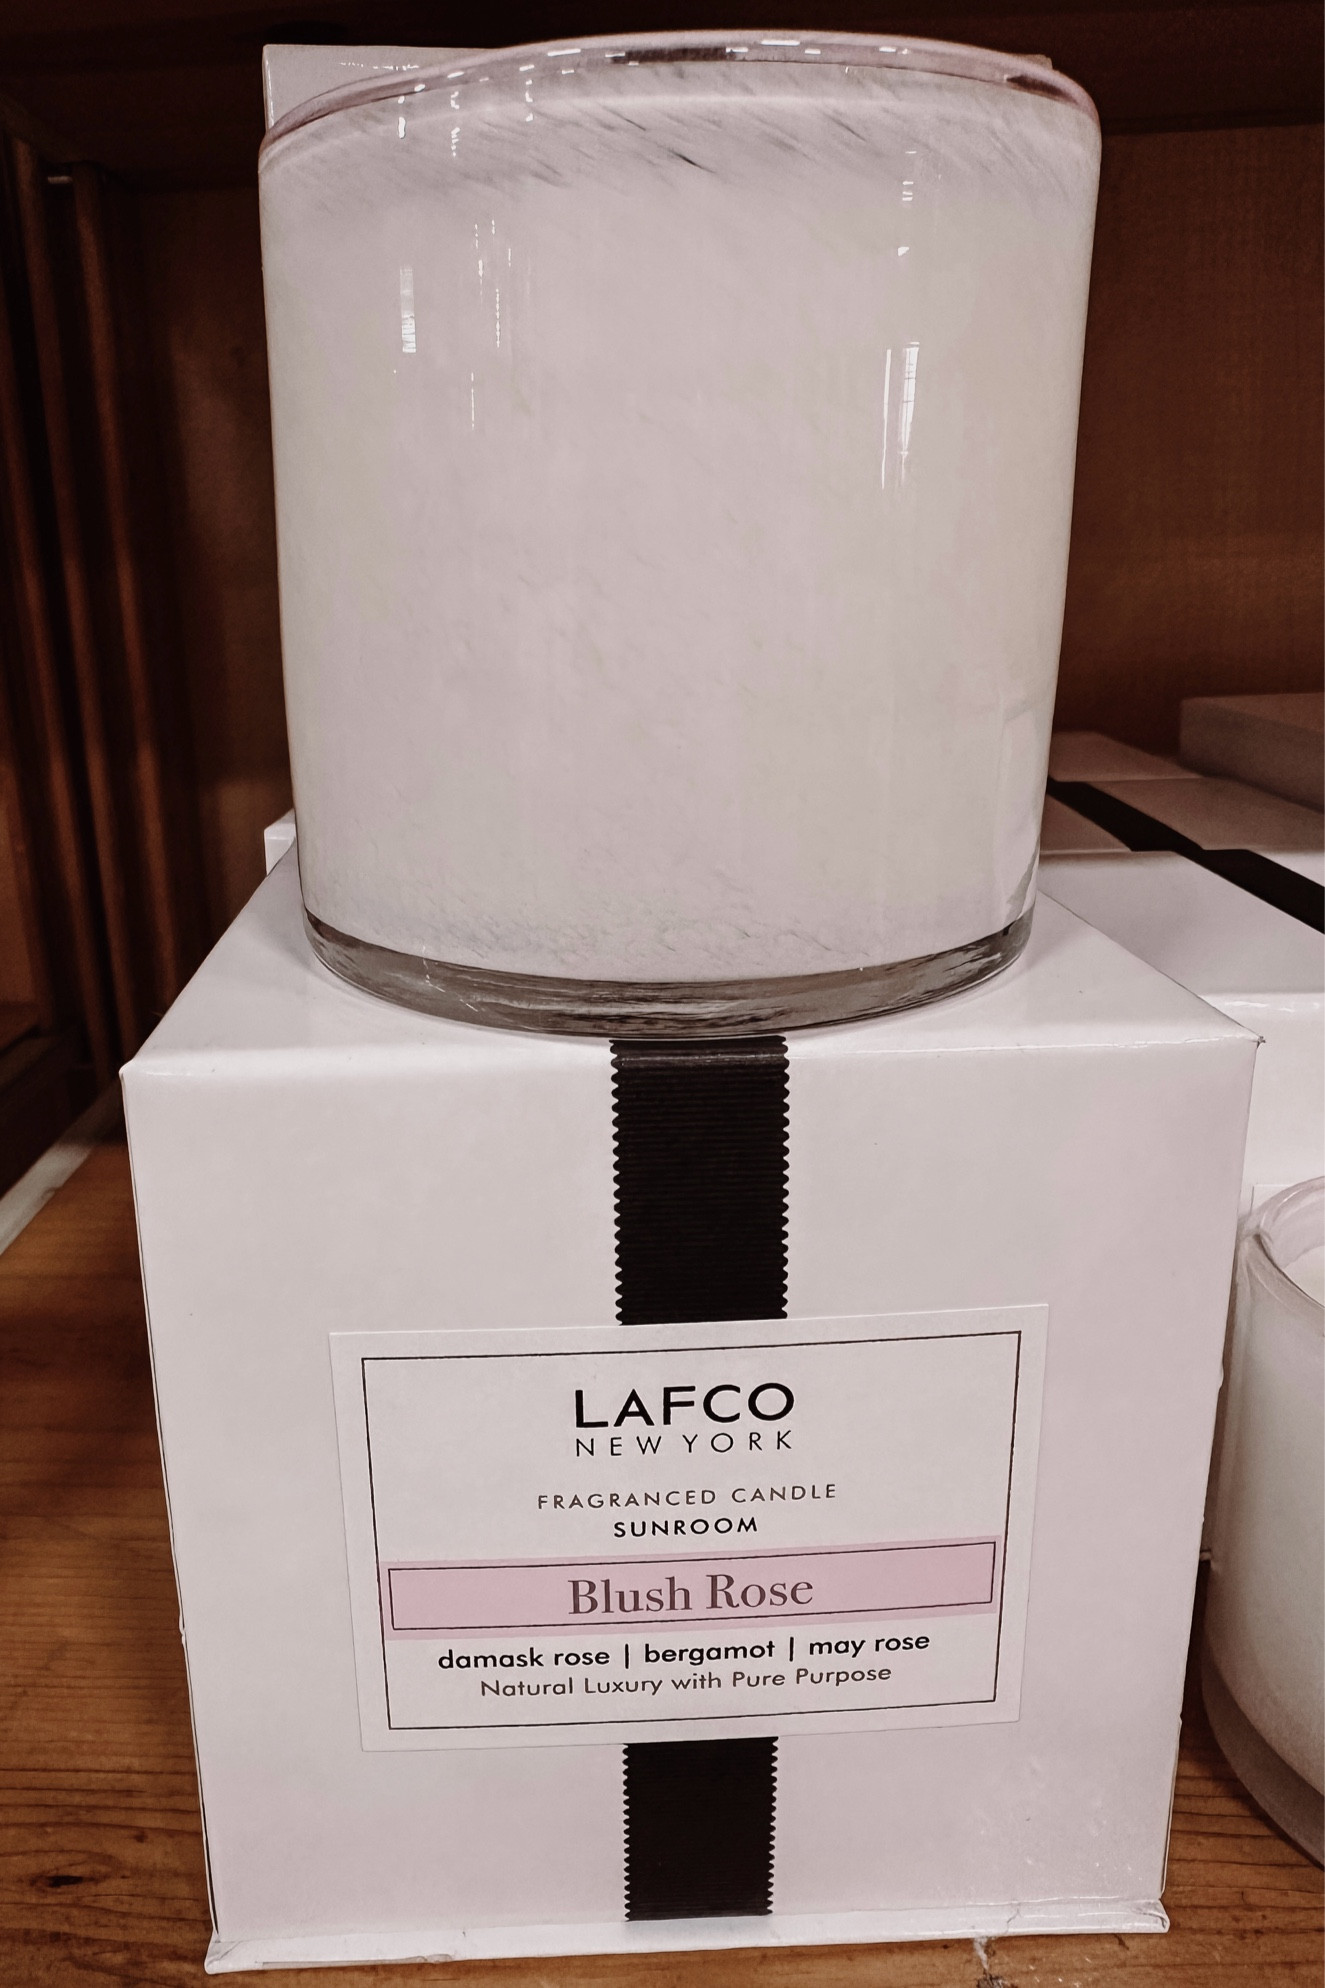 LAFCO
NEW YORK
FRAGRANCED CANDLE
SUNROOM
Blush Rose
damask rose | bergamot | may rose
Natural Luxury with Pure Purpose